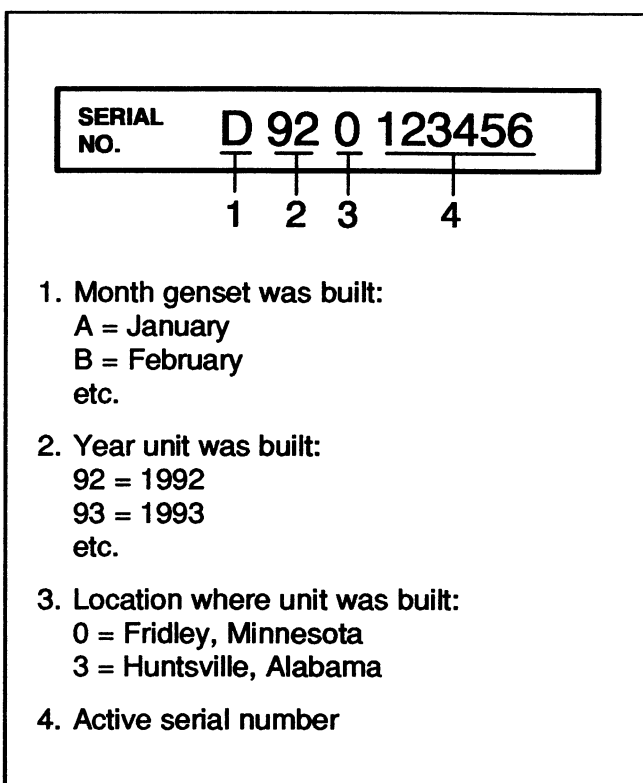 SERIAL
NO.
D 92 0 123456
1 2 3 4
1. Month genset was built:
A = January
B = February
etc.
2. Year unit was built:
92 = 1992
93 = 1993
etc.
3. Location where unit was built:
0 = Fridley, Minnesota
3 = Huntsville, Alabama
4. Active serial number